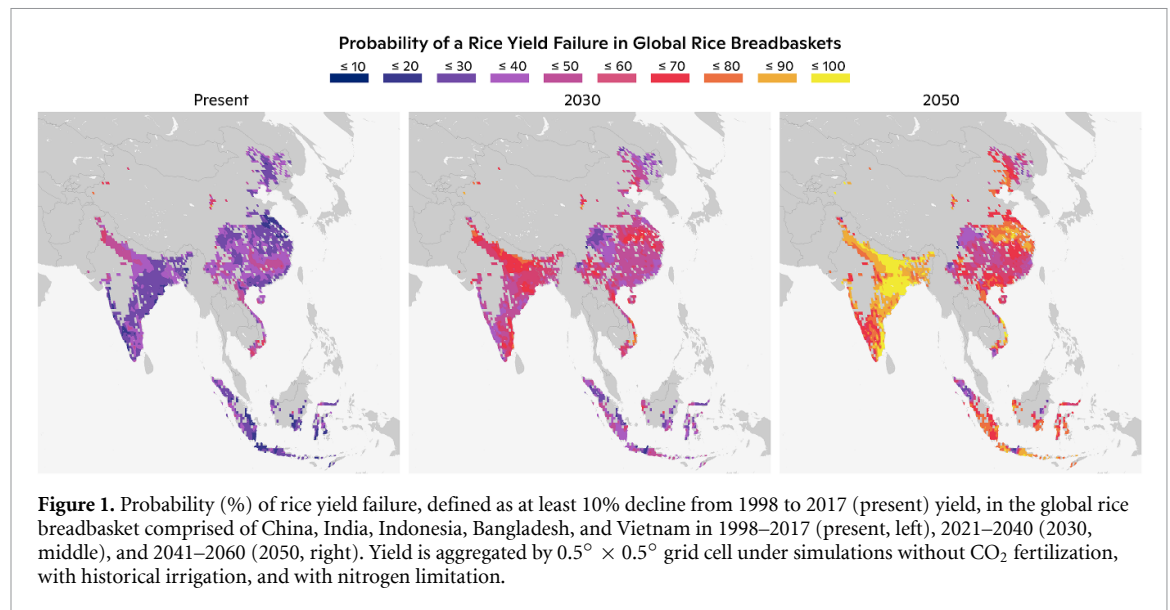 Probability of a Rice Yield Failure in Global Rice Breadbaskets
≤ 10 ≤ 20 ≤ 30 ≤ 40 ≤ 50 ≤ 60 ≤ 70 ≤ 80 ≤ 90 ≤ 100
Present 2030 2050
Figure 1. Probability (%) of rice yield failure, defined as at least 10% decline from 1998 to 2017 (present) yield, in the global rice
breadbasket comprised of China, India, Indonesia, Bangladesh, and Vietnam in 1998–2017 (present, left), 2021–2040 (2030,
middle), and 2041–2060 (2050, right). Yield is aggregated by 0.5° × 0.5° grid cell under simulations without CO₂ fertilization,
with historical irrigation, and with nitrogen limitation.